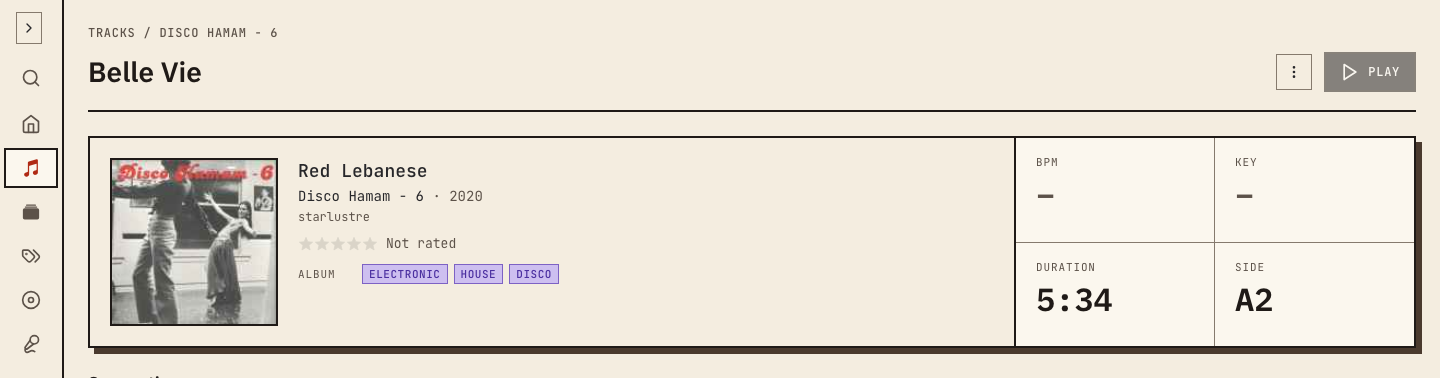 TRACKS / DISCO HAMAM - 6
Belle Vie
PLAY
Disco Hamam - 6
Red Lebanese
Disco Hamam - 6 · 2020
starlustre
Not rated
ALBUM ELECTRONIC HOUSE DISCO
BPM
–
KEY
–
DURATION
5:34
SIDE
A2